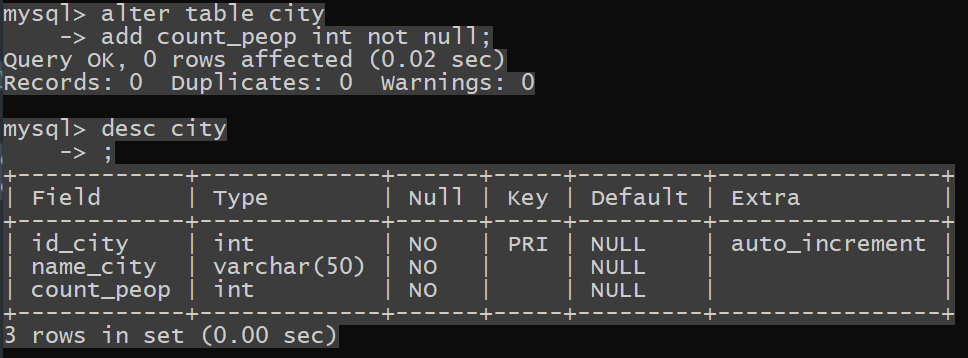 mysql> alter table city
    -> add count_peop int not null;
Query OK, 0 rows affected (0.02 sec)
Records: 0  Duplicates: 0  Warnings: 0

mysql> desc city
    -> ;
+------------+-------------+------+-----+---------+----------------+
| Field      | Type        | Null | Key | Default | Extra          |
+------------+-------------+------+-----+---------+----------------+
| id_city    | int         | NO   | PRI | NULL    | auto_increment |
| name_city  | varchar(50) | NO   |     | NULL    |                |
| count_peop | int         | NO   |     | NULL    |                |
+------------+-------------+------+-----+---------+----------------+
3 rows in set (0.00 sec)